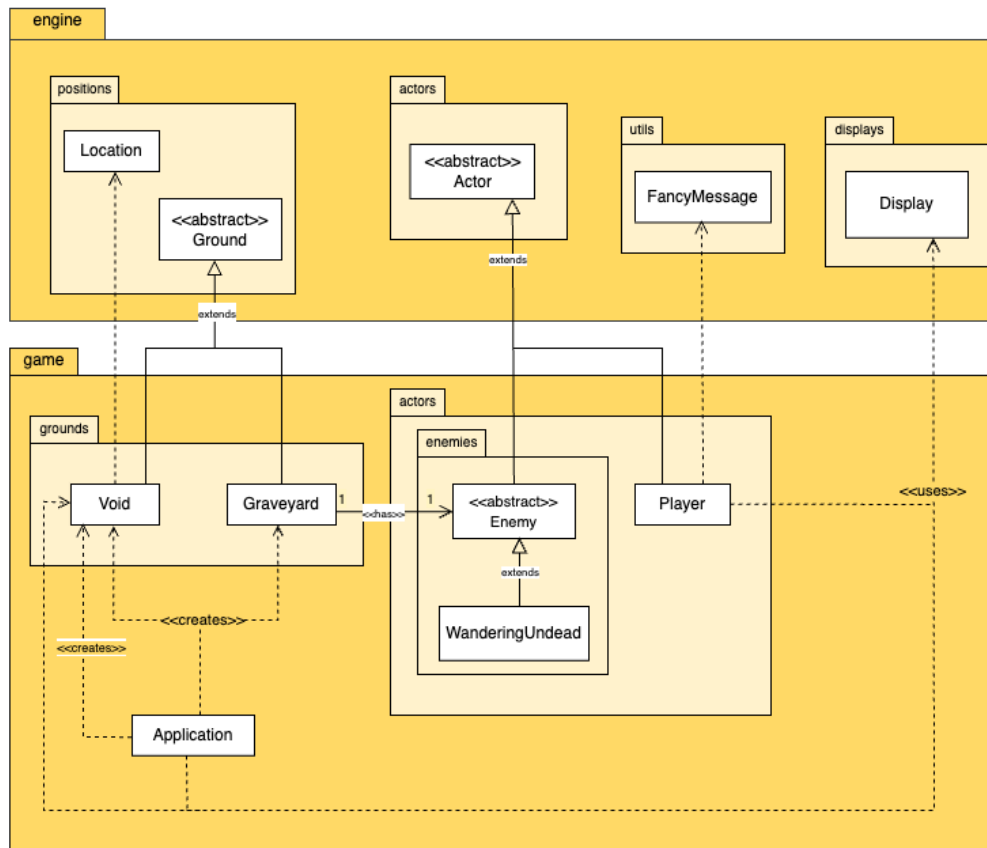 engine
positions
Location
<<abstract>>
Ground
extends
actors
<<abstract>>
Actor
extends
utils
FancyMessage
displays
Display
game
grounds
Void
Graveyard
1
<<has>>
1
actors
enemies
<<abstract>>
Enemy
extends
WanderingUndead
Player
<<uses>>
<<creates>>
<<creates>>
Application